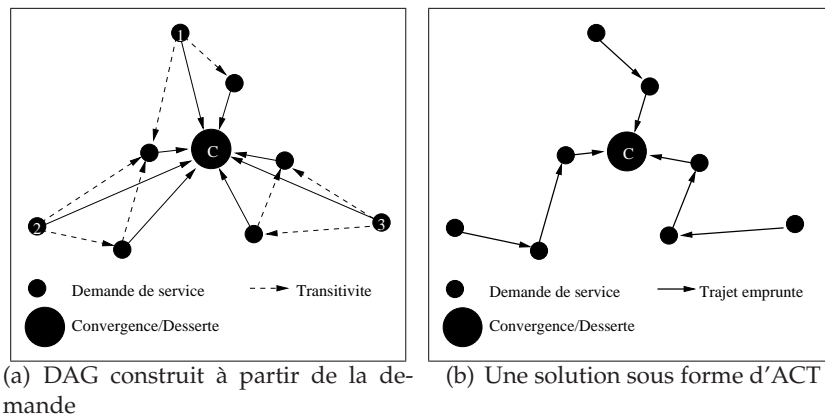 1
C
2
3
Demande de service
Transitivite
Convergence/Desserte
(a) DAG construit à partir de la de-
mande
C
Demande de service
Trajet emprunte
Convergence/Desserte
(b) Une solution sous forme d'ACT